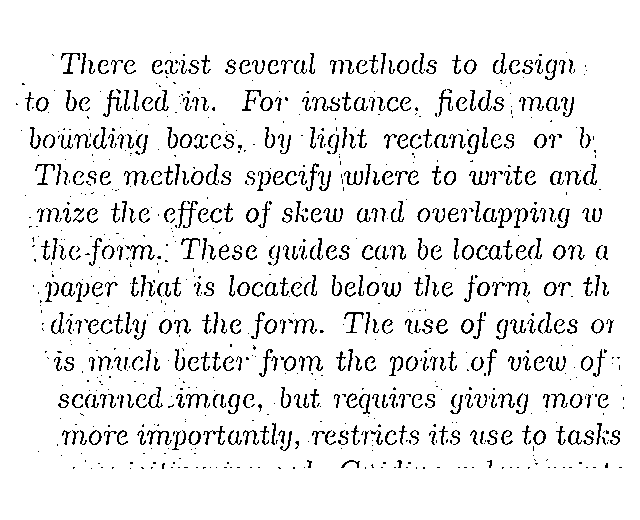 There exist several methods to design
to be filled in. For instance, fields may
bounding boxes, by light rectangles or b
These methods specify where to write and
mize the effect of skew and overlapping w
the form. These guides can be located on a
paper that is located below the form or th
directly on the form. The use of guides or
is much better from the point of view of
scanned image, but requires giving more
more importantly, restricts its use to tasks